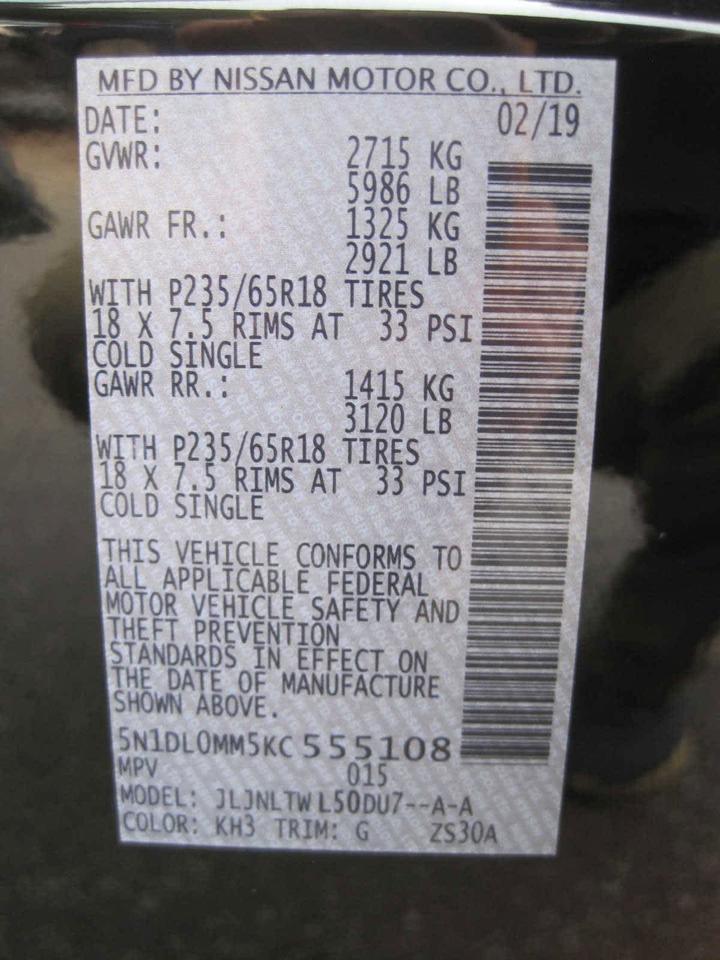 MFD BY NISSAN MOTOR CO., LTD.
DATE: 02/19
GVWR: 2715 KG
5986 LB
GAWR FR.: 1325 KG
2921 LB
WITH P235/65R18 TIRES
18 X 7.5 RIMS AT 33 PSI
COLD SINGLE
GAWR RR.: 1415 KG
3120 LB
WITH P235/65R18 TIRES
18 X 7.5 RIMS AT 33 PSI
COLD SINGLE
THIS VEHICLE CONFORMS TO
ALL APPLICABLE FEDERAL
MOTOR VEHICLE SAFETY AND
THEFT PREVENTION
STANDARDS IN EFFECT ON
THE DATE OF MANUFACTURE
SHOWN ABOVE.
5N1DL0MM5KC555108
MPV 015
MODEL: JLJNLTWL50DU7--A-A
COLOR: KH3 TRIM: G ZS30A